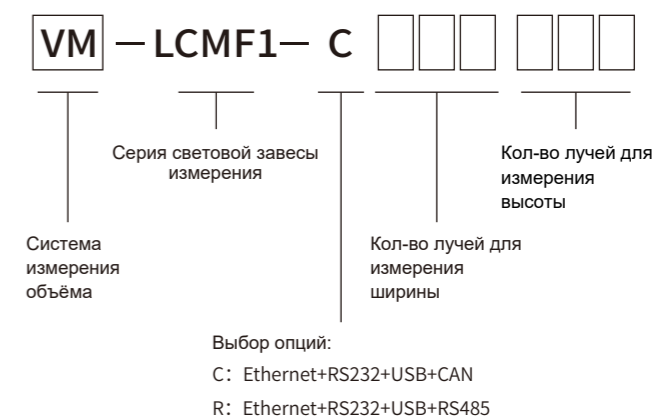 VM — LCMF1— C
Серия световой завесы
измерения
Кол-во лучей для
измерения
высоты
Система
измерения
объёма
Кол-во лучей для
измерения
ширины
Выбор опций:
C: Ethernet+RS232+USB+CAN
R: Ethernet+RS232+USB+RS485